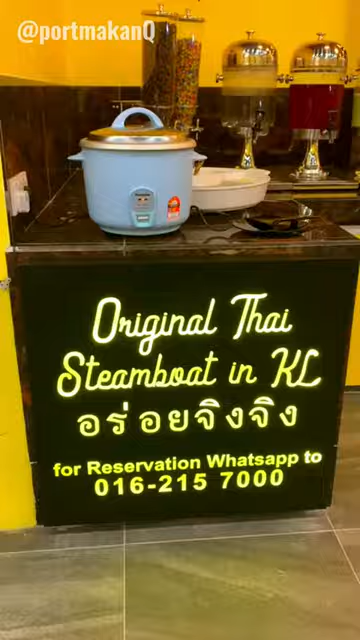 @portmakanQ
Original Thai
Steamboat in KL
อร่อยจิงจิง
for Reservation Whatsapp to
016-215 7000